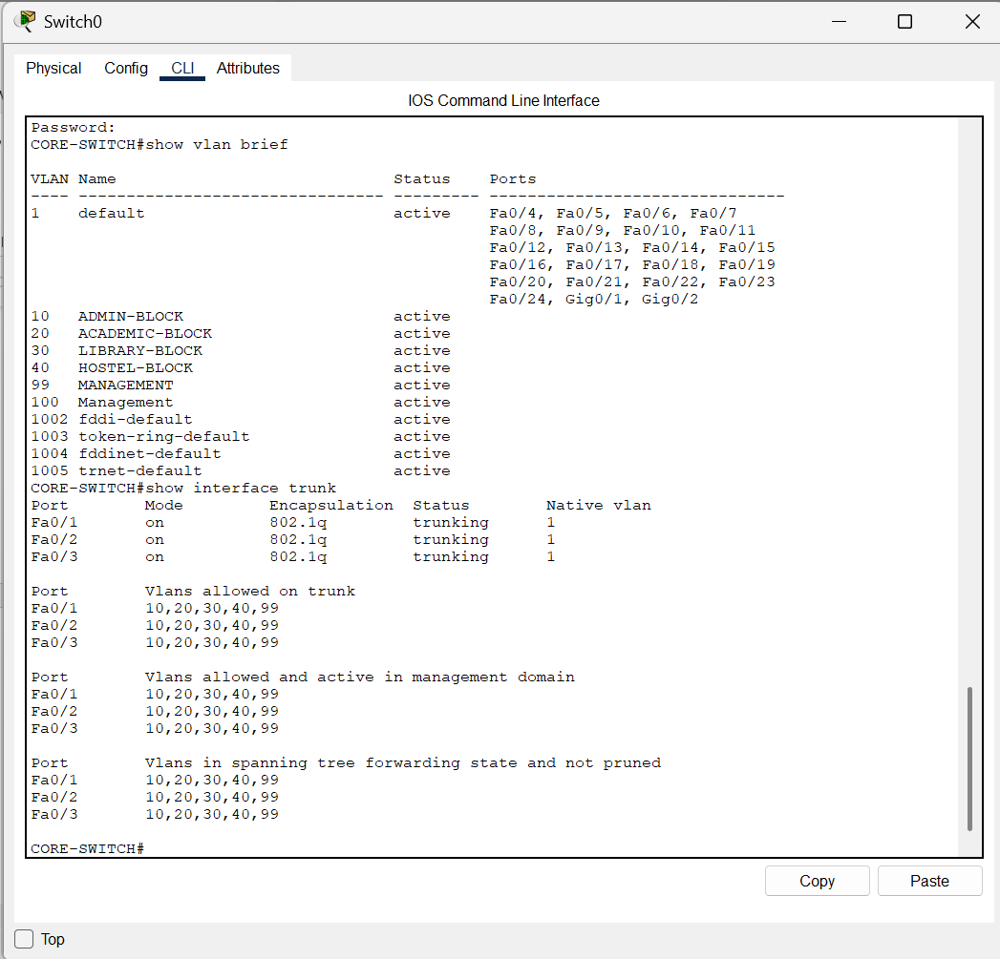 Switch0
Physical Config CLI Attributes
IOS Command Line Interface
Password:
CORE-SWITCH#show vlan brief
VLAN Name                             Status    Ports
---- -------------------------------- --------- -------------------------------
1    default                          active    Fa0/4, Fa0/5, Fa0/6, Fa0/7
                                                Fa0/8, Fa0/9, Fa0/10, Fa0/11
                                                Fa0/12, Fa0/13, Fa0/14, Fa0/15
                                                Fa0/16, Fa0/17, Fa0/18, Fa0/19
                                                Fa0/20, Fa0/21, Fa0/22, Fa0/23
                                                Fa0/24, Gig0/1, Gig0/2
10   ADMIN-BLOCK                      active
20   ACADEMIC-BLOCK                   active
30   LIBRARY-BLOCK                    active
40   HOSTEL-BLOCK                     active
99   MANAGEMENT                       active
100  Management                       active
1002 fddi-default                     active
1003 token-ring-default               active
1004 fddinet-default                  active
1005 trnet-default                    active
CORE-SWITCH#show interface trunk
Port        Mode         Encapsulation  Status        Native vlan
Fa0/1       on           802.1q         trunking      1
Fa0/2       on           802.1q         trunking      1
Fa0/3       on           802.1q         trunking      1
Port        Vlans allowed on trunk
Fa0/1       10,20,30,40,99
Fa0/2       10,20,30,40,99
Fa0/3       10,20,30,40,99
Port        Vlans allowed and active in management domain
Fa0/1       10,20,30,40,99
Fa0/2       10,20,30,40,99
Fa0/3       10,20,30,40,99
Port        Vlans in spanning tree forwarding state and not pruned
Fa0/1       10,20,30,40,99
Fa0/2       10,20,30,40,99
Fa0/3       10,20,30,40,99
CORE-SWITCH#
Copy Paste
Top